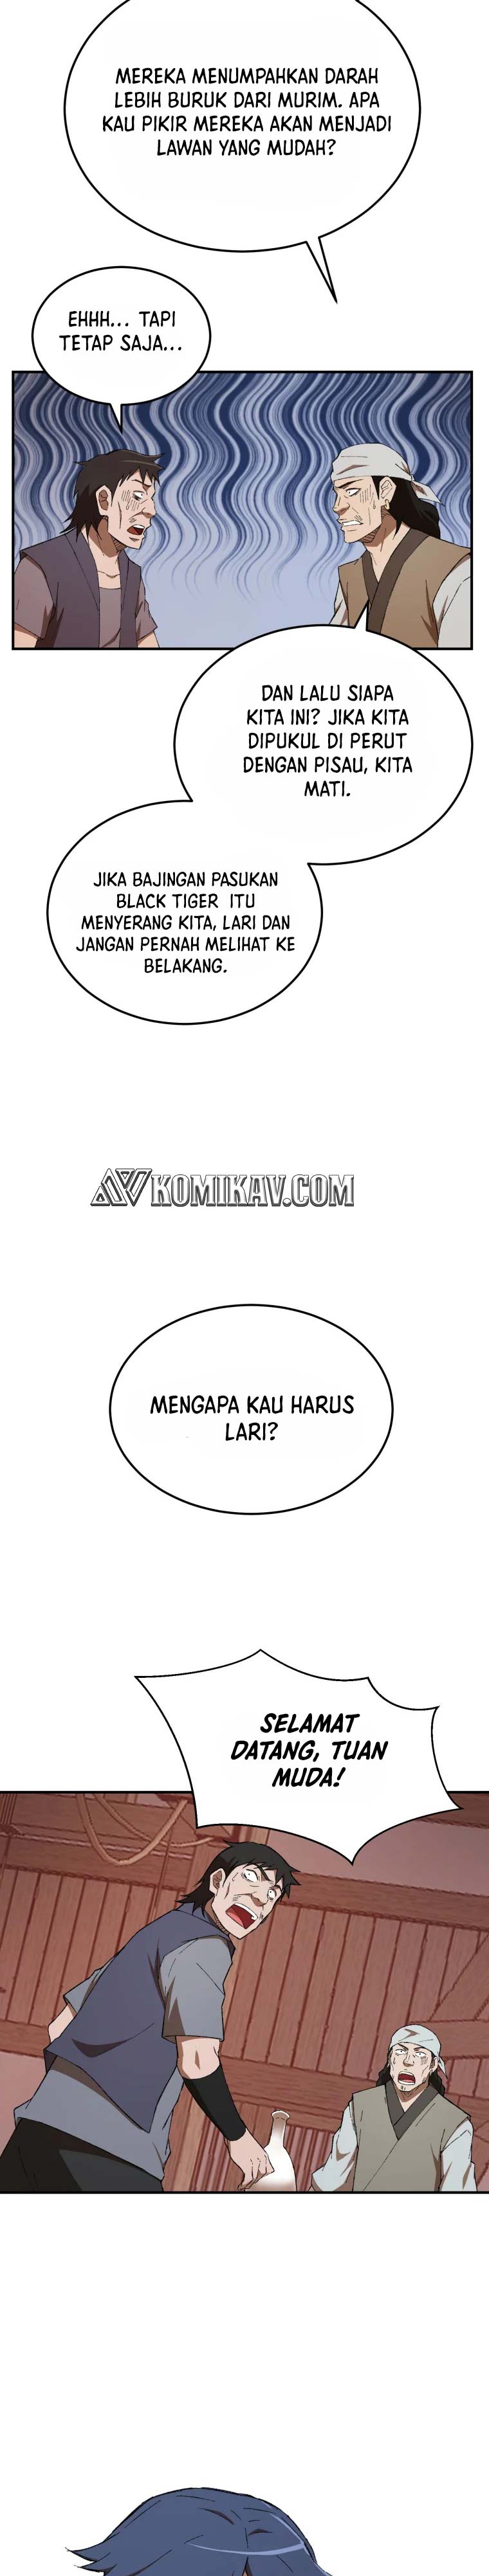 MEREKA MENUMPAHKAN DARAH
LEBIH BURUK DARI MURIM. APA
KAU PIKIR MEREKA AKAN MENJADI
LAWAN YANG MUDAH?
EHHH... TAPI
TETAP SAJA...
DAN LALU SIAPA
KITA INI? JIKA KITA
DIPUKUL DI PERUT
DENGAN PISAU, KITA
MATI.
JIKA BAJINGAN PASUKAN
BLACK TIGER ITU
MENYERANG KITA, LARI DAN
JANGAN PERNAH MELIHAT KE
BELAKANG.
KOMIKAV.COM
MENGAPA KAU HARUS
LARI?
SELAMAT
DATANG, TUAN
MUDA!